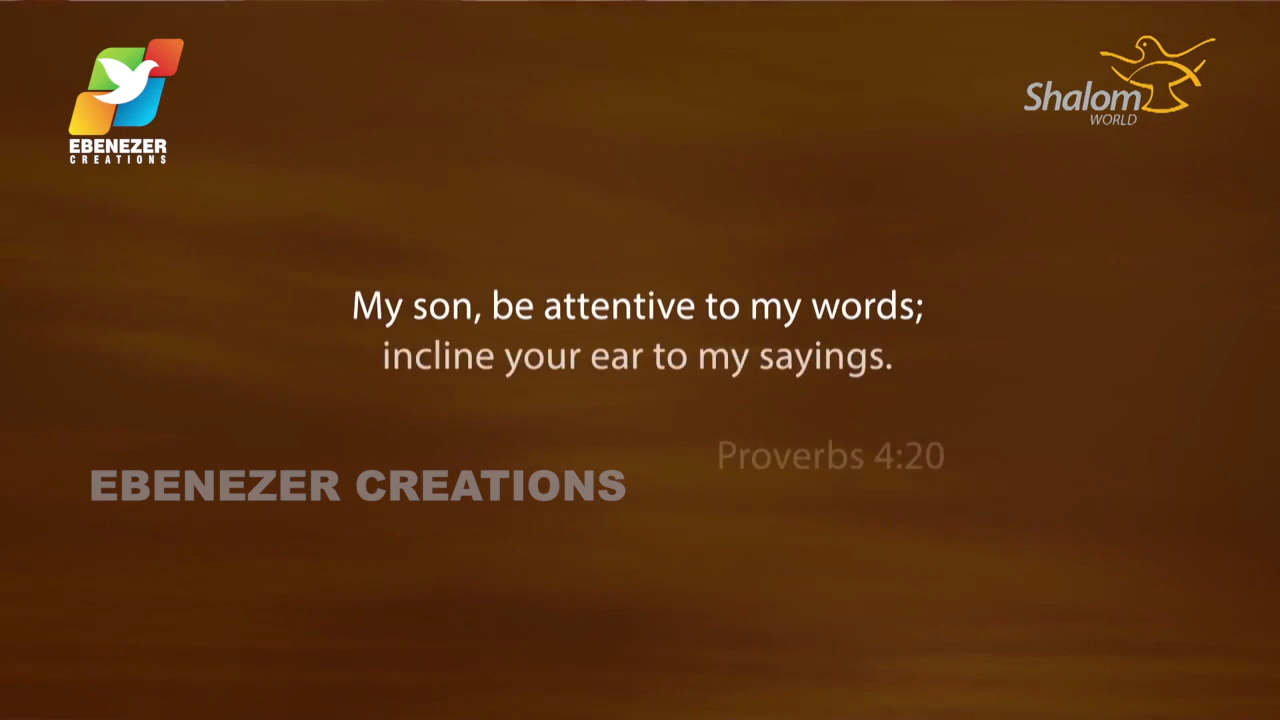 EBENEZER
CREATIONS
Shalom
WORLD
My son, be attentive to my words;
incline your ear to my sayings.
Proverbs 4:20
EBENEZER CREATIONS